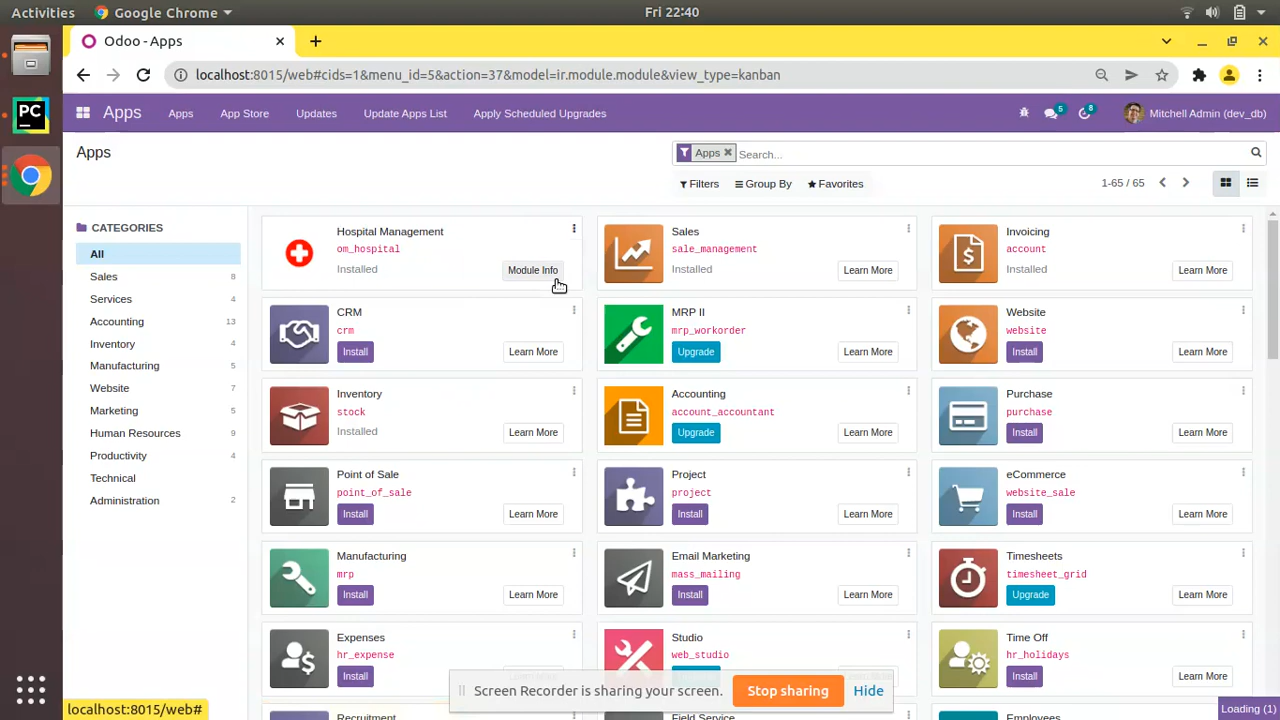 Activities
Google Chrome
Fri 22:40
Odoo - Apps
localhost:8015/web#cids=1&menu_id=5&action=37&model=ir.module.module&view_type=kanban
Apps
Apps
App Store
Updates
Update Apps List
Apply Scheduled Upgrades
5
8
Mitchell Admin (dev_db)
Apps
Apps
Search...
Filters
Group By
Favorites
1-65 / 65
CATEGORIES
All
Sales 8
Services 4
Accounting 13
Inventory 4
Manufacturing 5
Website 7
Marketing 5
Human Resources 9
Productivity 4
Technical
Administration 2
Hospital Management
om_hospital
Installed
Module Info
Sales
sale_management
Installed
Learn More
Invoicing
account
Installed
Learn More
CRM
crm
Install
Learn More
MRP II
mrp_workorder
Upgrade
Learn More
Website
website
Install
Learn More
Inventory
stock
Installed
Learn More
Accounting
account_accountant
Upgrade
Learn More
Purchase
purchase
Install
Learn More
Point of Sale
point_of_sale
Install
Learn More
Project
project
Install
Learn More
eCommerce
website_sale
Install
Learn More
Manufacturing
mrp
Install
Learn More
Email Marketing
mass_mailing
Install
Learn More
Timesheets
timesheet_grid
Upgrade
Learn More
Expenses
hr_expense
Install
Studio
web_studio
Time Off
hr_holidays
Install
Learn More
Recruitment
Field Service
Employees
PC
Screen Recorder is sharing your screen.
Stop sharing
Hide
localhost:8015/web#
Loading (1)